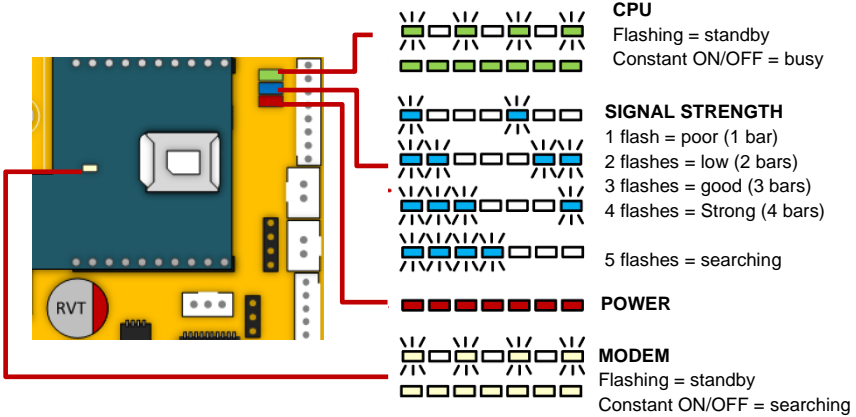 CPU
Flashing = standby
Constant ON/OFF = busy
SIGNAL STRENGTH
1 flash = poor (1 bar)
2 flashes = low (2 bars)
3 flashes = good (3 bars)
4 flashes = Strong (4 bars)
5 flashes = searching
RVT
POWER
MODEM
Flashing = standby
Constant ON/OFF = searching